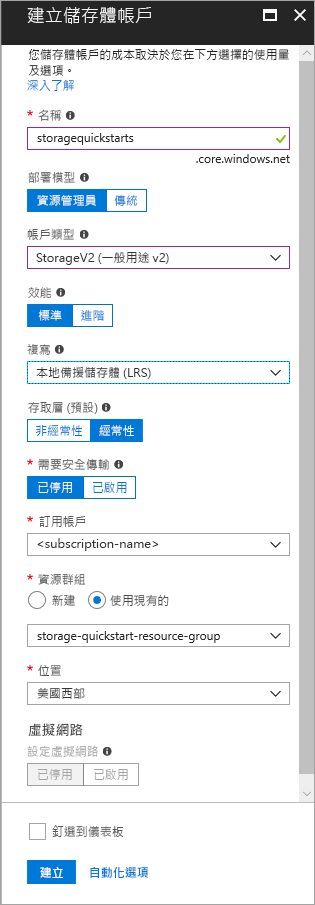 建立儲存體帳戶
您儲存體帳戶的成本取決於您在下方選擇的使用量
及選項。
深入了解
* 名稱
storagequickstarts
.core.windows.net
部署模型
資源管理員 傳統
帳戶類型
StorageV2 (一般用途 v2)
效能
標準 進階
複寫
本地備援儲存體 (LRS)
存取層 (預設)
非經常性 經常性
* 需要安全傳輸
已停用 已啟用
* 訂用帳戶
<subscription-name>
* 資源群組
新建 使用現有的
storage-quickstart-resource-group
* 位置
美國西部
虛擬網路
設定虛擬網路
已停用 已啟用
釘選到儀表板
建立 自動化選項